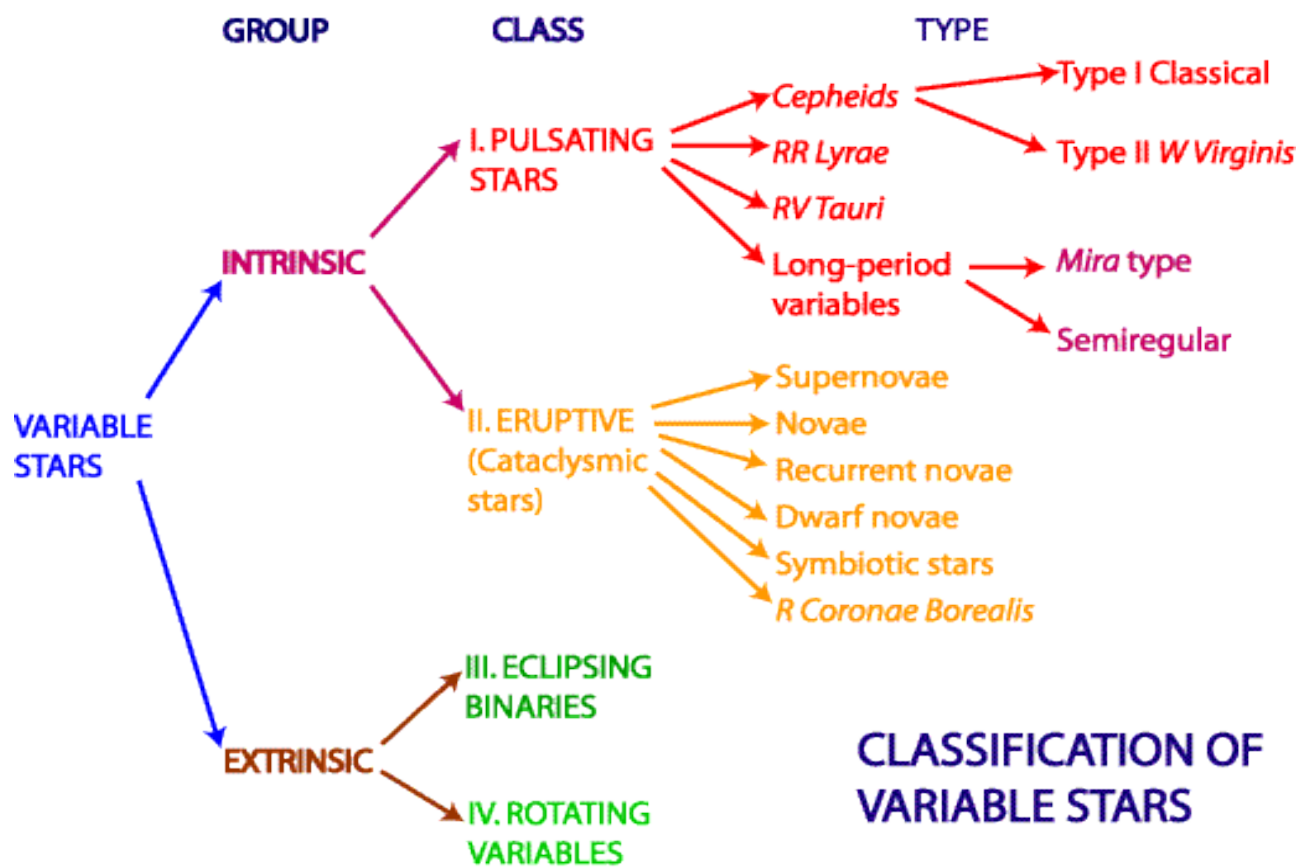 GROUP CLASS TYPE
Cepheids
Type I Classical
Type II W Virginis
I. PULSATING
STARS
RR Lyrae
RV Tauri
INTRINSIC
Long-period
variables
Mira type
Semiregular
VARIABLE
STARS
II. ERUPTIVE
(Cataclysmic
stars)
Supernovae
Novae
Recurrent novae
Dwarf novae
Symbiotic stars
R Coronae Borealis
EXTRINSIC
III. ECLIPSING
BINARIES
IV. ROTATING
VARIABLES
CLASSIFICATION OF
VARIABLE STARS